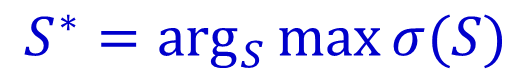 S* = arg_S max σ(S)